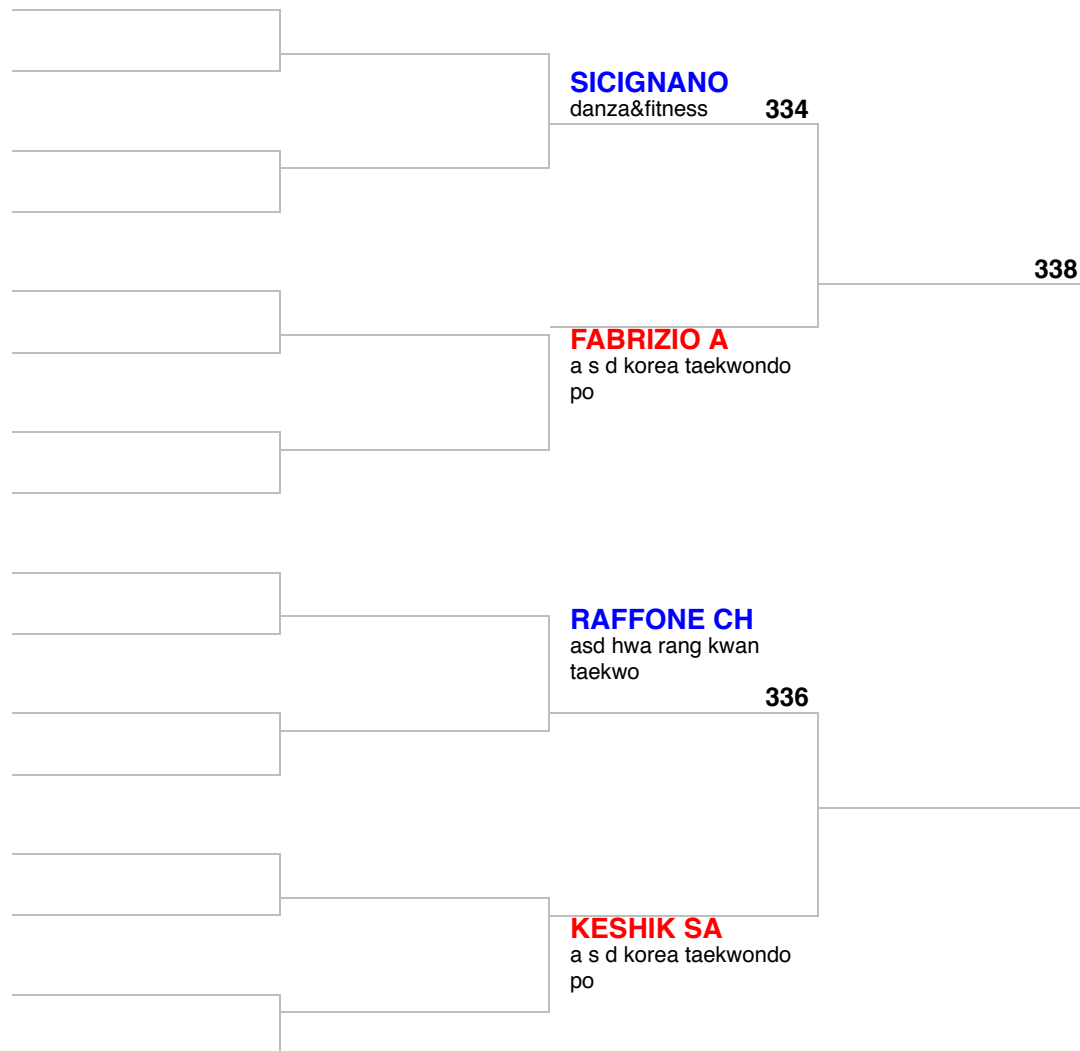 SICIGNANO
danza&fitness
334
338
FABRIZIO A
a s d korea taekwondo
po
RAFFONE CH
asd hwa rang kwan
taekwo
336
KESHIK SA
a s d korea taekwondo
po